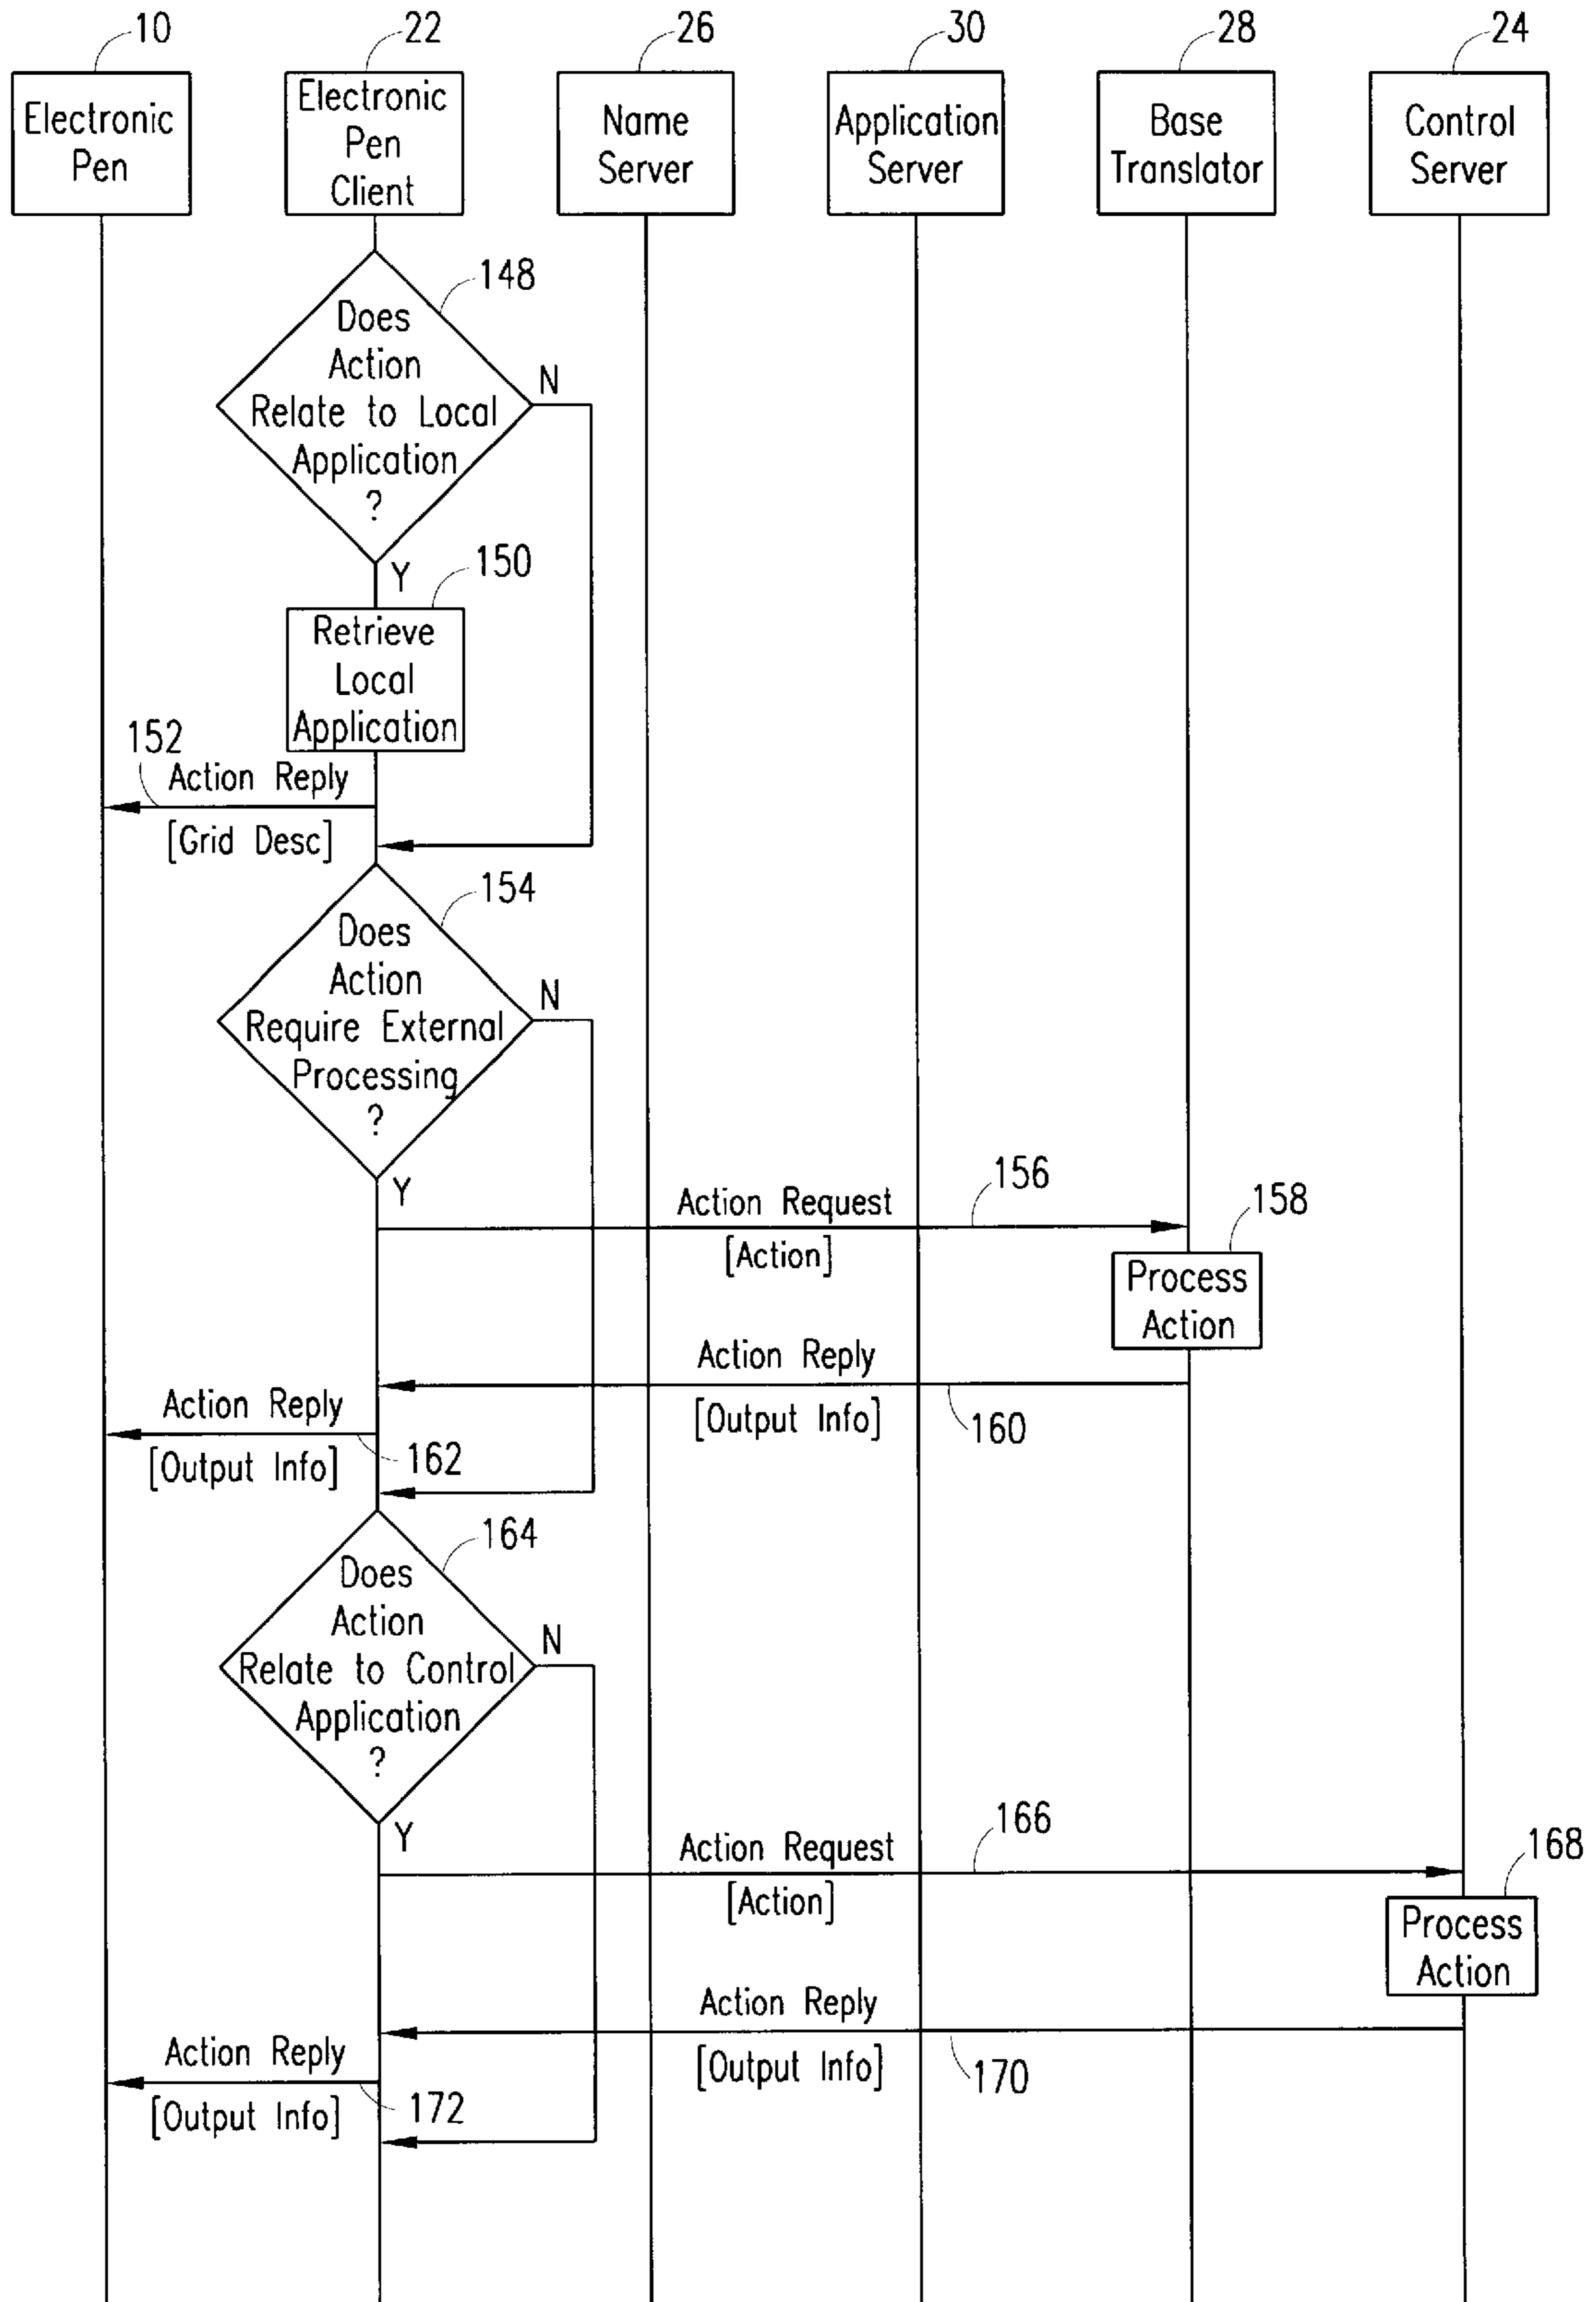 10
22
26
30
28
24
Electronic
Pen
Electronic
Pen
Client
Name
Server
Application
Server
Base
Translator
Control
Server
148
Does
Action
Relate to Local
Application
?
N
Y
150
Retrieve
Local
Application
152
Action Reply
[Grid Desc]
154
Does
Action
Require External
Processing
?
N
Y
Action Request
156
[Action]
158
Process
Action
Action Reply
[Output Info]
160
Action Reply
[Output Info]
162
164
Does
Action
Relate to Control
Application
?
N
Y
Action Request
166
[Action]
168
Process
Action
Action Reply
[Output Info]
170
Action Reply
[Output Info]
172